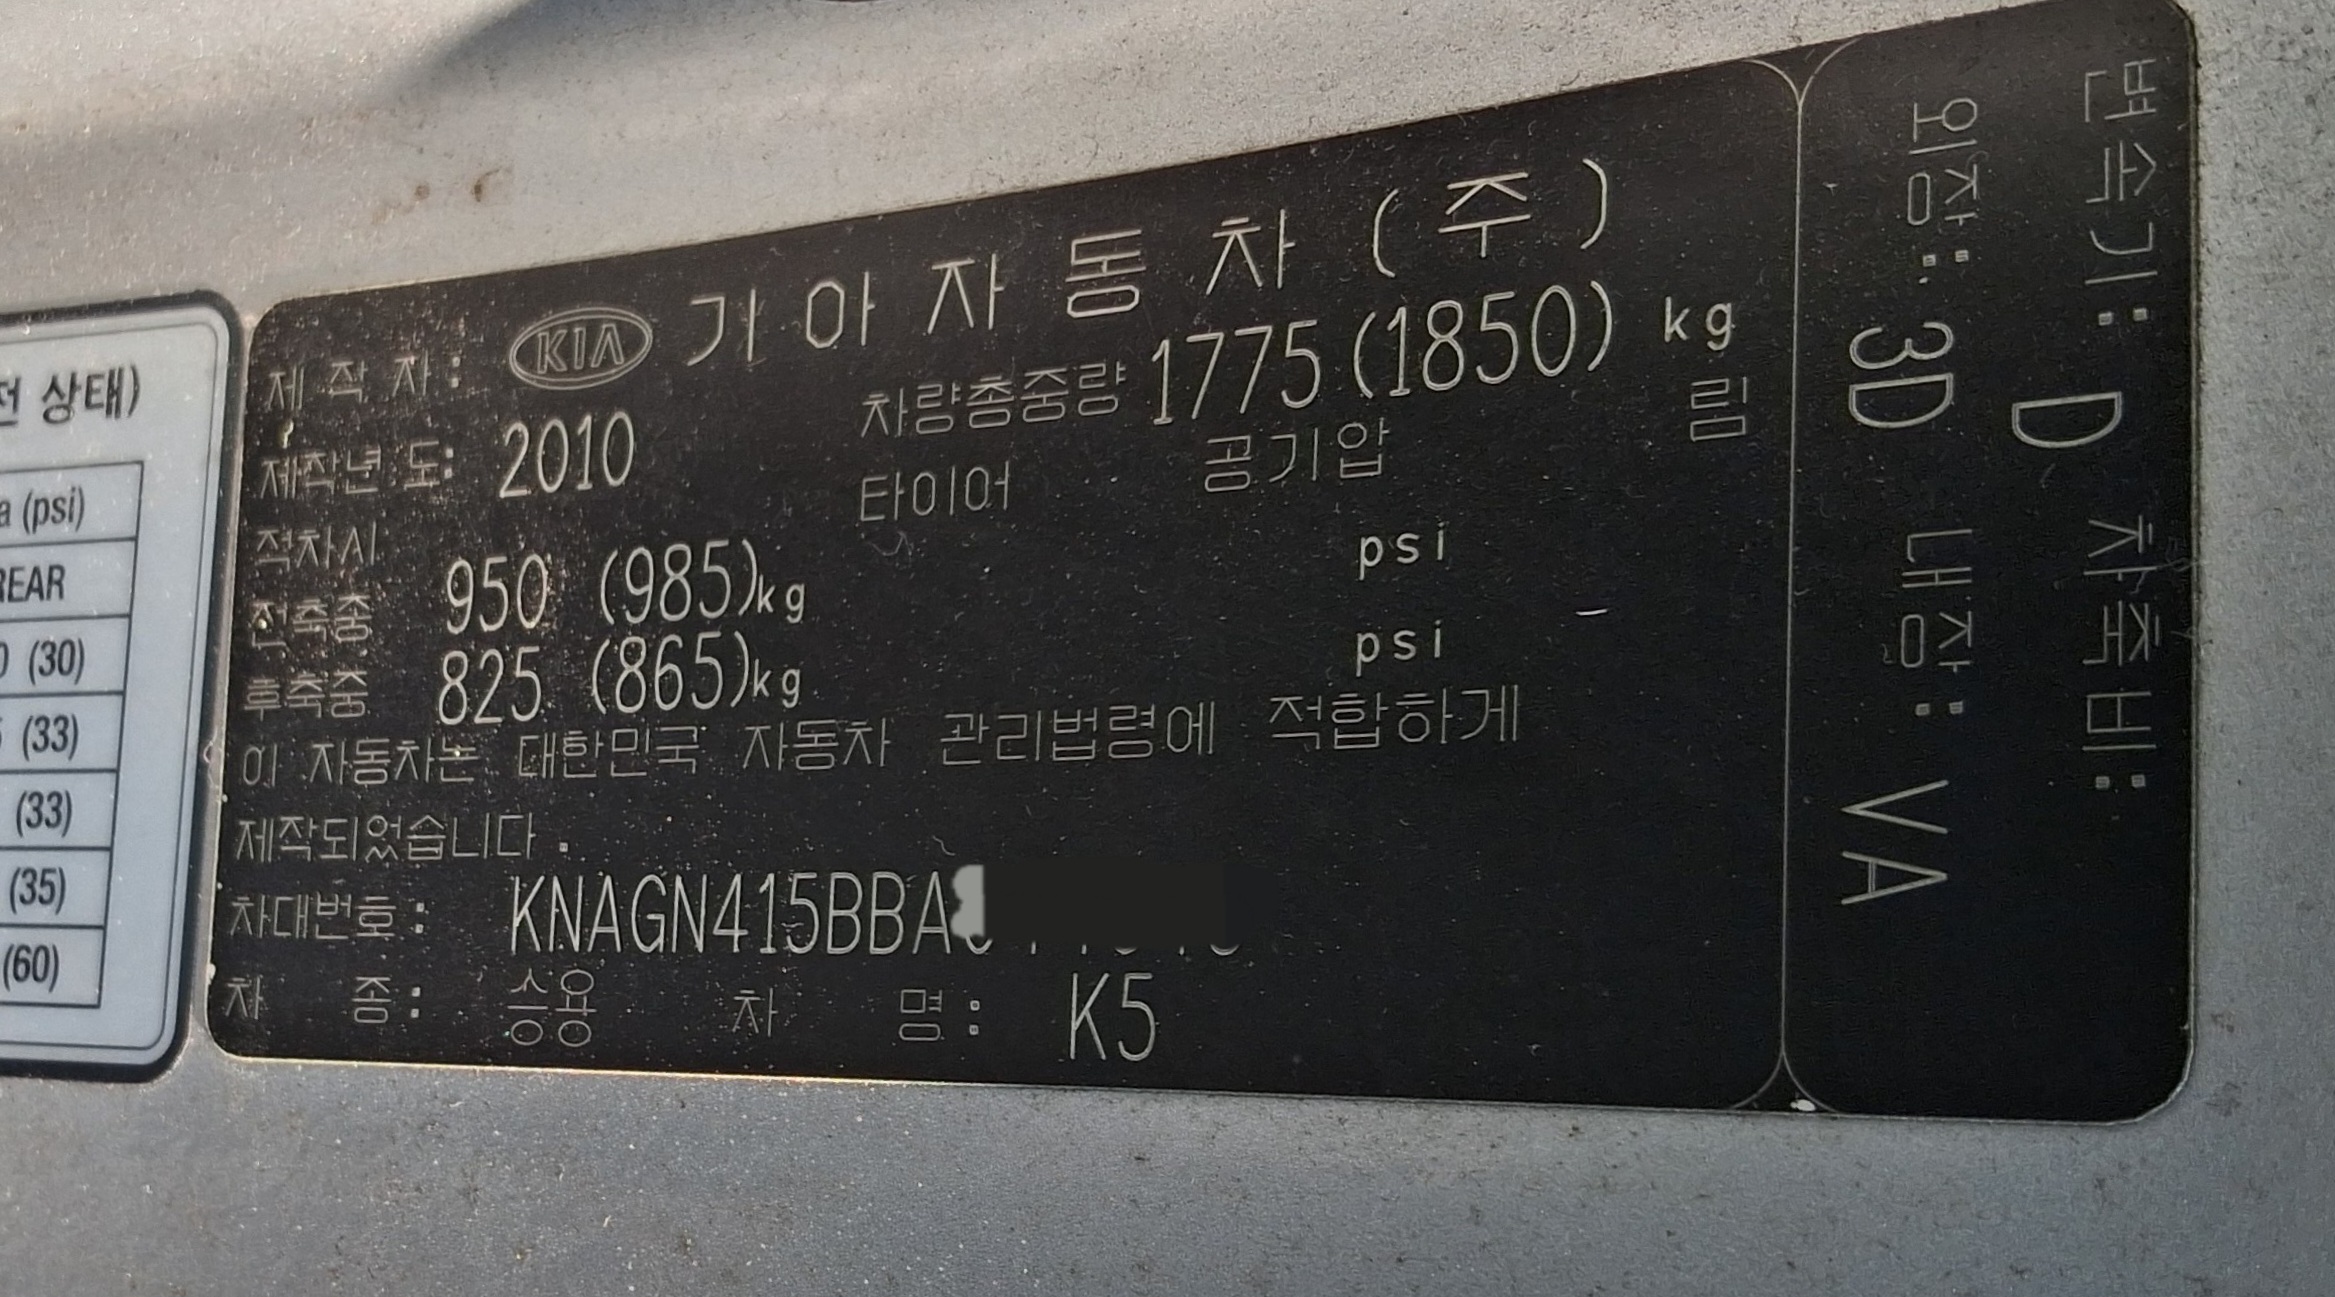 전 상태)
a (psi)
REAR
0 (30)
5 (33)
(33)
(35)
(60)
제 작 자: KIA 기아자동차(주)
제작년 도: 2010 차량총중량 1775(1850) kg
타이어 공기압 림
적차시
전축중 950 (985)kg psi
후축중 825 (865)kg psi
이 자동차는 대한민국 자동차 관리법령에 적합하게
제작되었습니다.
차대번호: KNAGN415BBA
차 종: 승용 차 명: K5
변속기: D 차축비:
외장: 3D 내장: VA